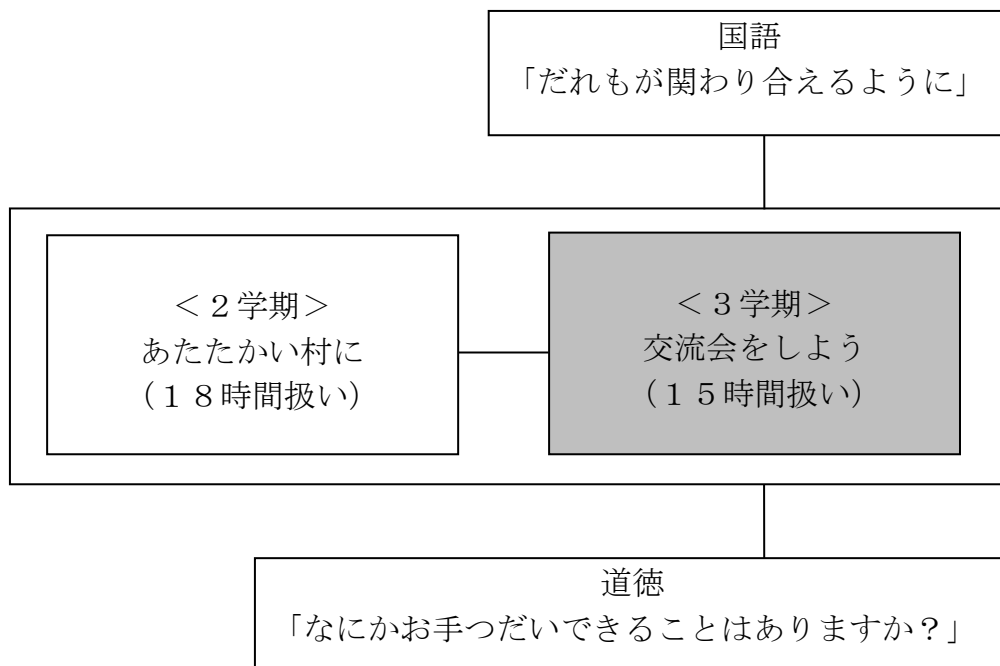 国語
「だれもが関わり合えるように」
＜２学期＞
あたたかい村に
（１８時間扱い）
＜３学期＞
交流会をしよう
（１５時間扱い）
道徳
「なにかお手つだいできることはありますか？」